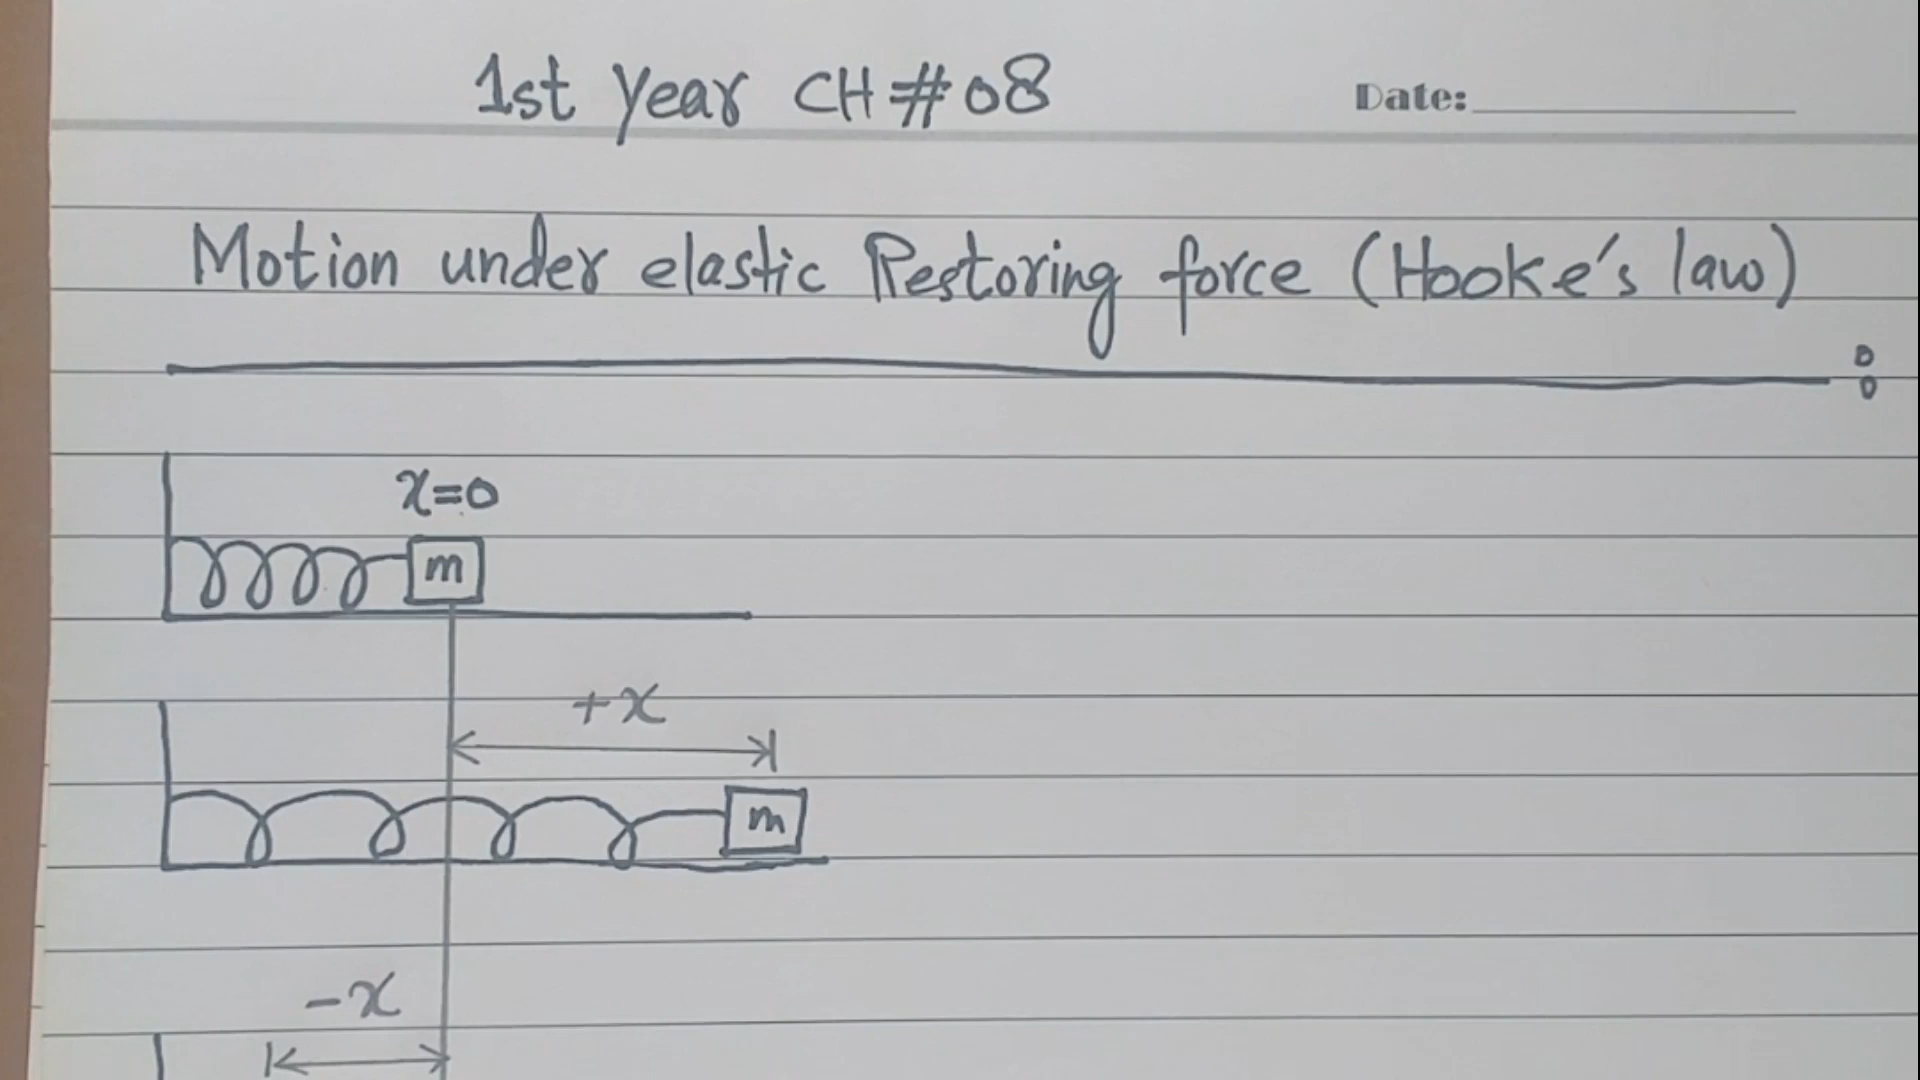 1st Year CH#08
Date:
Motion under elastic Restoring force (Hooke's law)
x=0
m
+x
m
-x